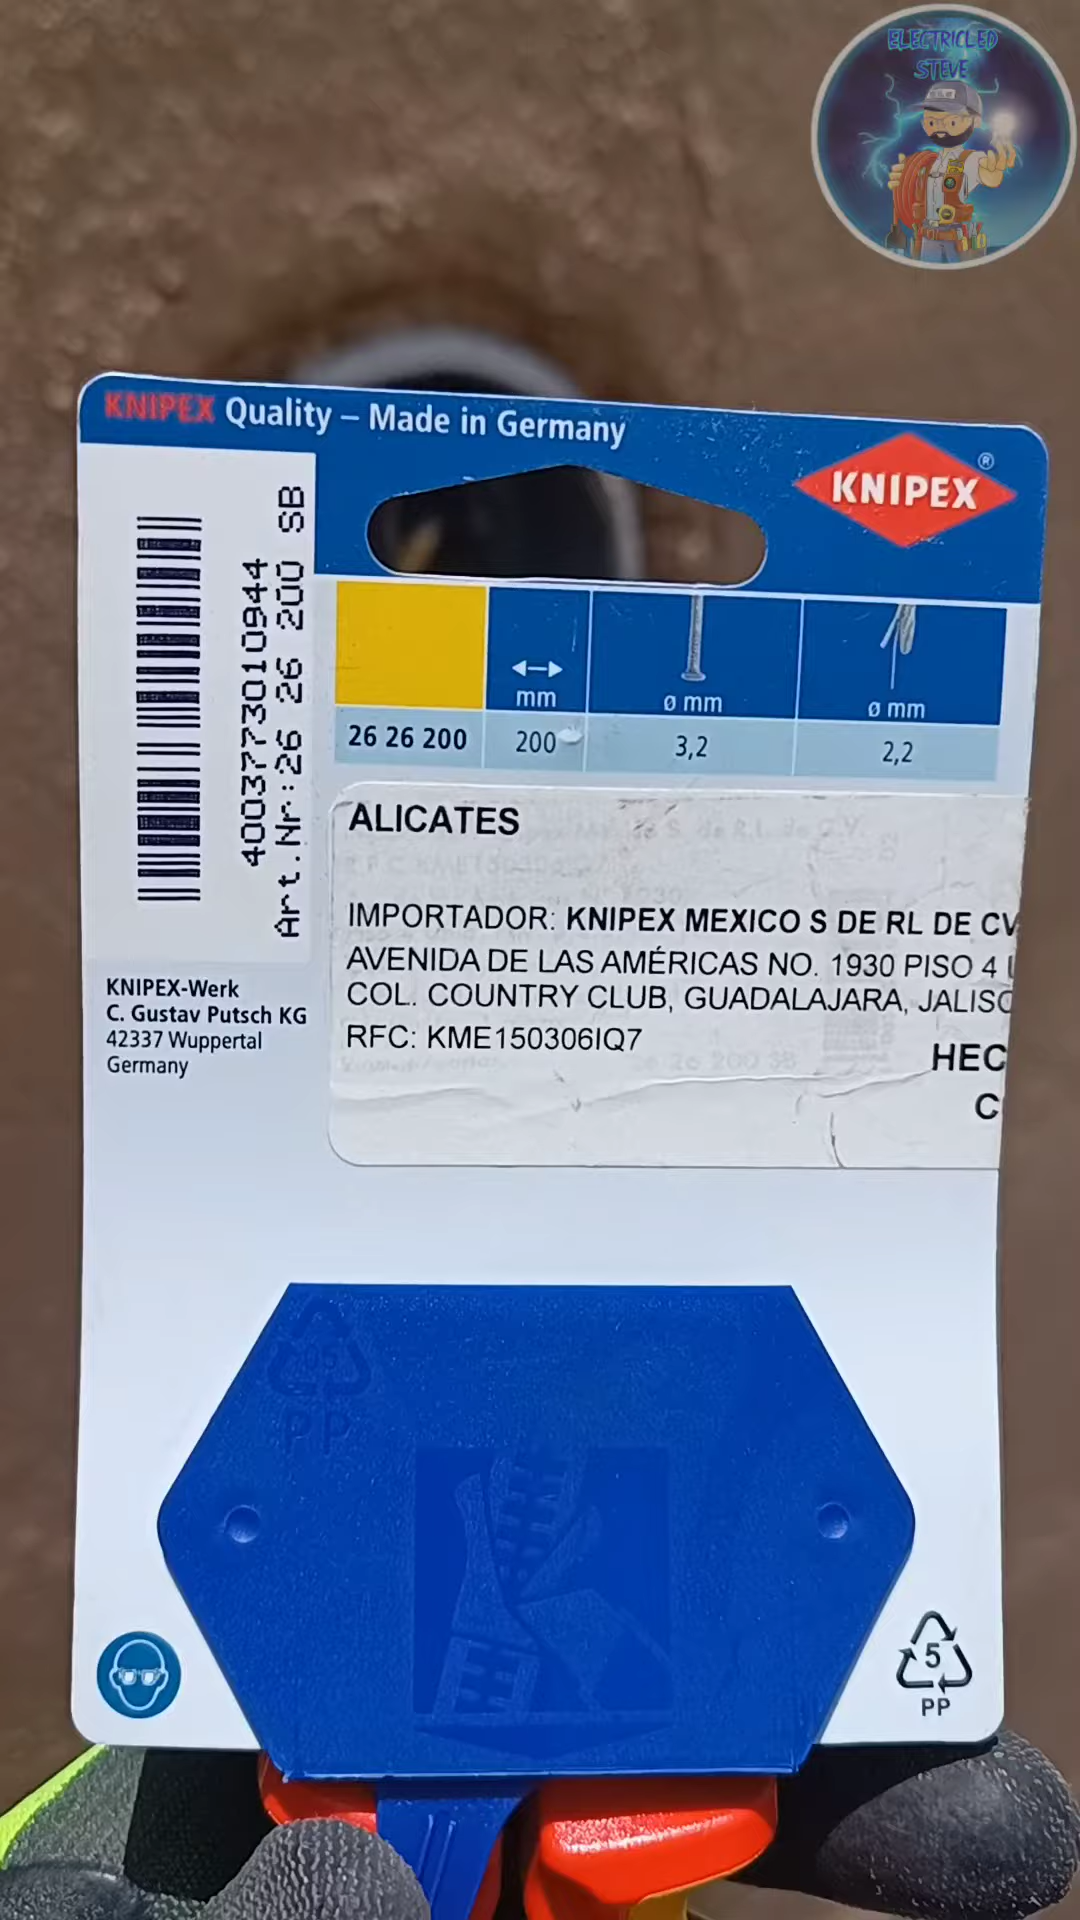 ELECTRICLED
STEVE
KNIPEX Quality – Made in Germany
KNIPEX®
4003773010944
Art.Nr:26 26 200 SB
mm
ø mm
ø mm
26 26 200
200
3,2
2,2
ALICATES
IMPORTADOR: KNIPEX MEXICO S DE RL DE CV
AVENIDA DE LAS AMÉRICAS NO. 1930 PISO 4
COL. COUNTRY CLUB, GUADALAJARA, JALISC
RFC: KME150306IQ7
HEC
C
KNIPEX-Werk
C. Gustav Putsch KG
42337 Wuppertal
Germany
05
PP
5
PP